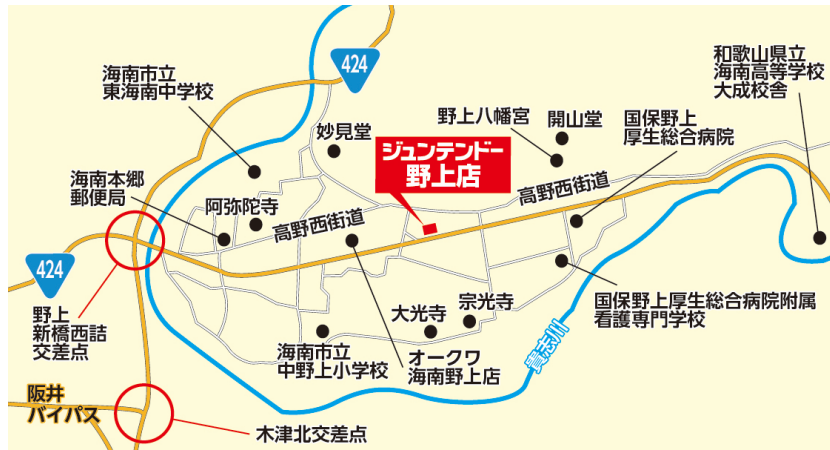 424
和歌山県立
海南高等学校
大成校舎
海南市立
東海南中学校
妙見堂
野上八幡宮
開山堂
国保野上
厚生総合病院
ジュンテンドー
野上店
海南本郷
郵便局
阿弥陀寺
高野西街道
高野西街道
424
野上
新橋西詰
交差点
大光寺
宗光寺
国保野上厚生総合病院附属
看護専門学校
海南市立
中野上小学校
オークワ
海南野上店
貴志川
阪井
バイパス
木津北交差点